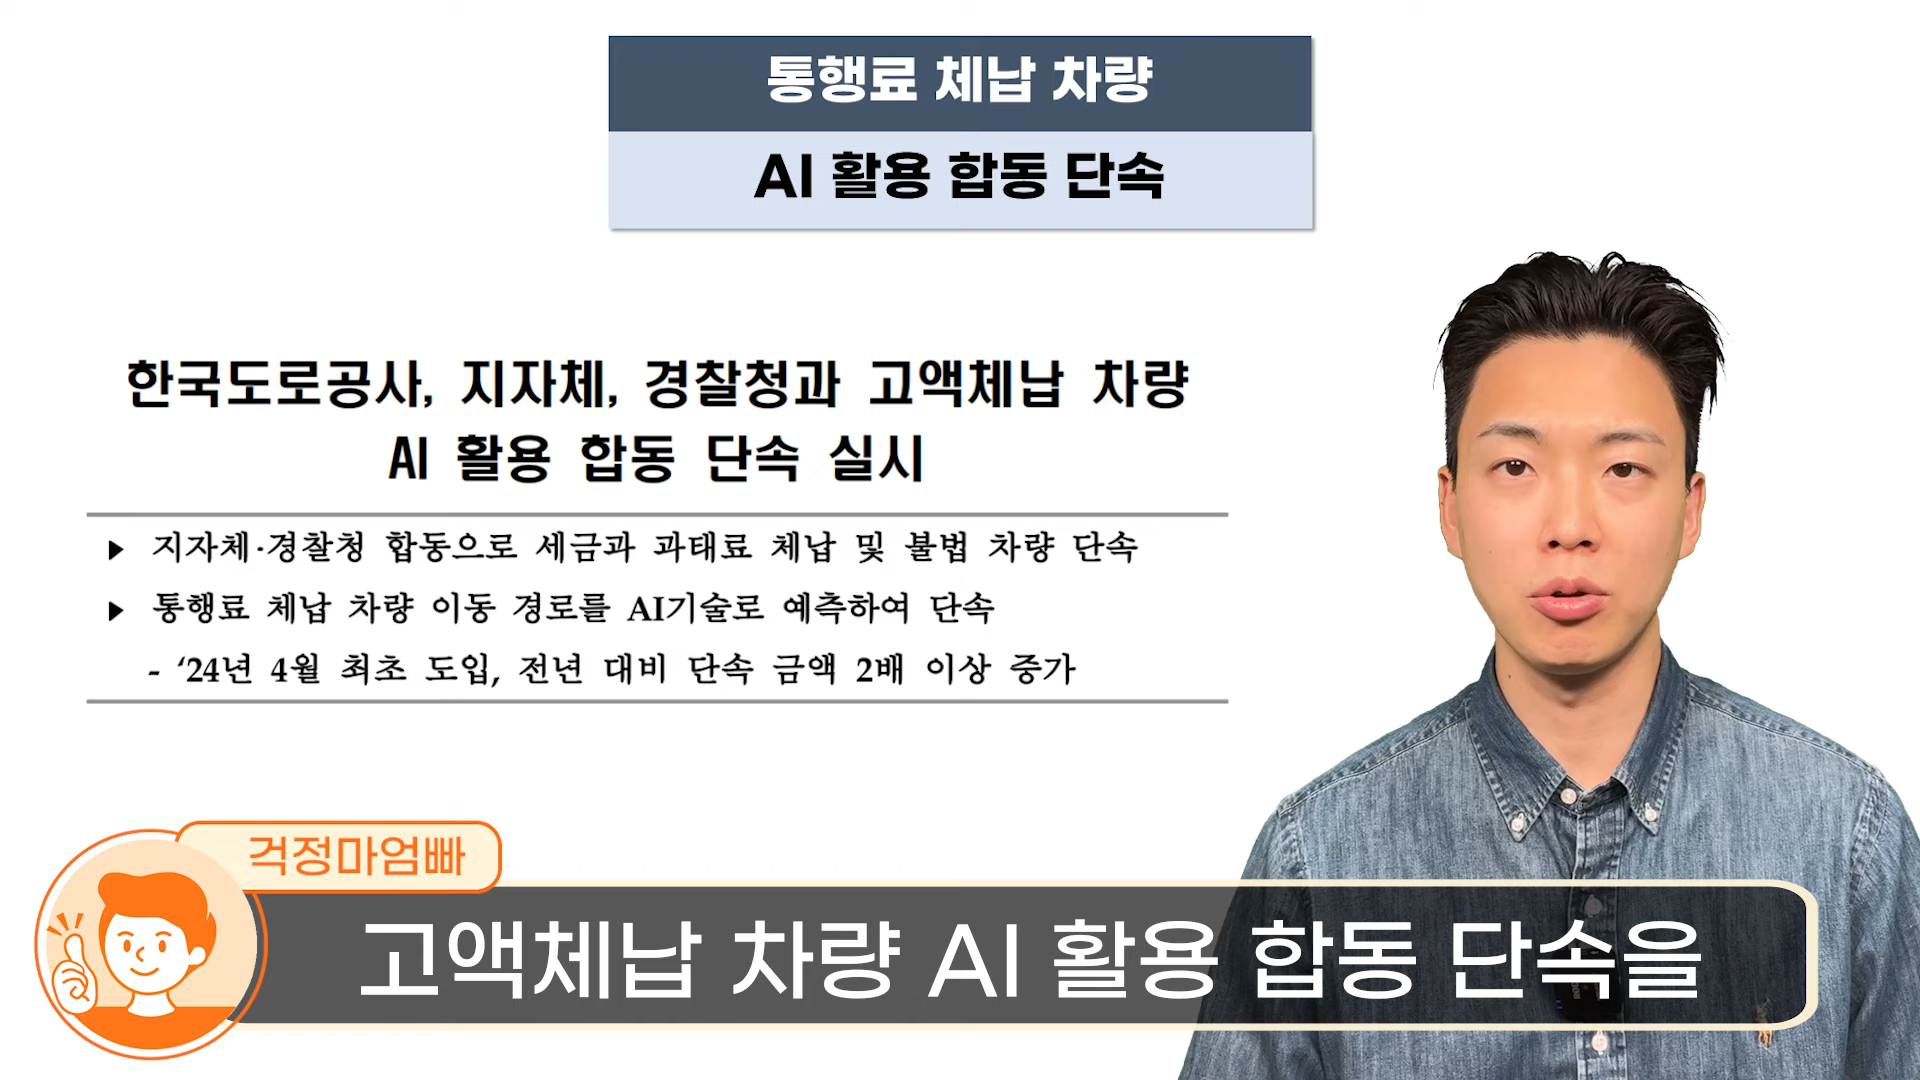 통행료 체납 차량
AI 활용 합동 단속
한국도로공사, 지자체, 경찰청과 고액체납 차량
AI 활용 합동 단속 실시
▶ 지자체·경찰청 합동으로 세금과 과태료 체납 및 불법 차량 단속
▶ 통행료 체납 차량 이동 경로를 AI기술로 예측하여 단속
- ‘24년 4월 최초 도입, 전년 대비 단속 금액 2배 이상 증가
걱정마엄빠
고액체납 차량 AI 활용 합동 단속을